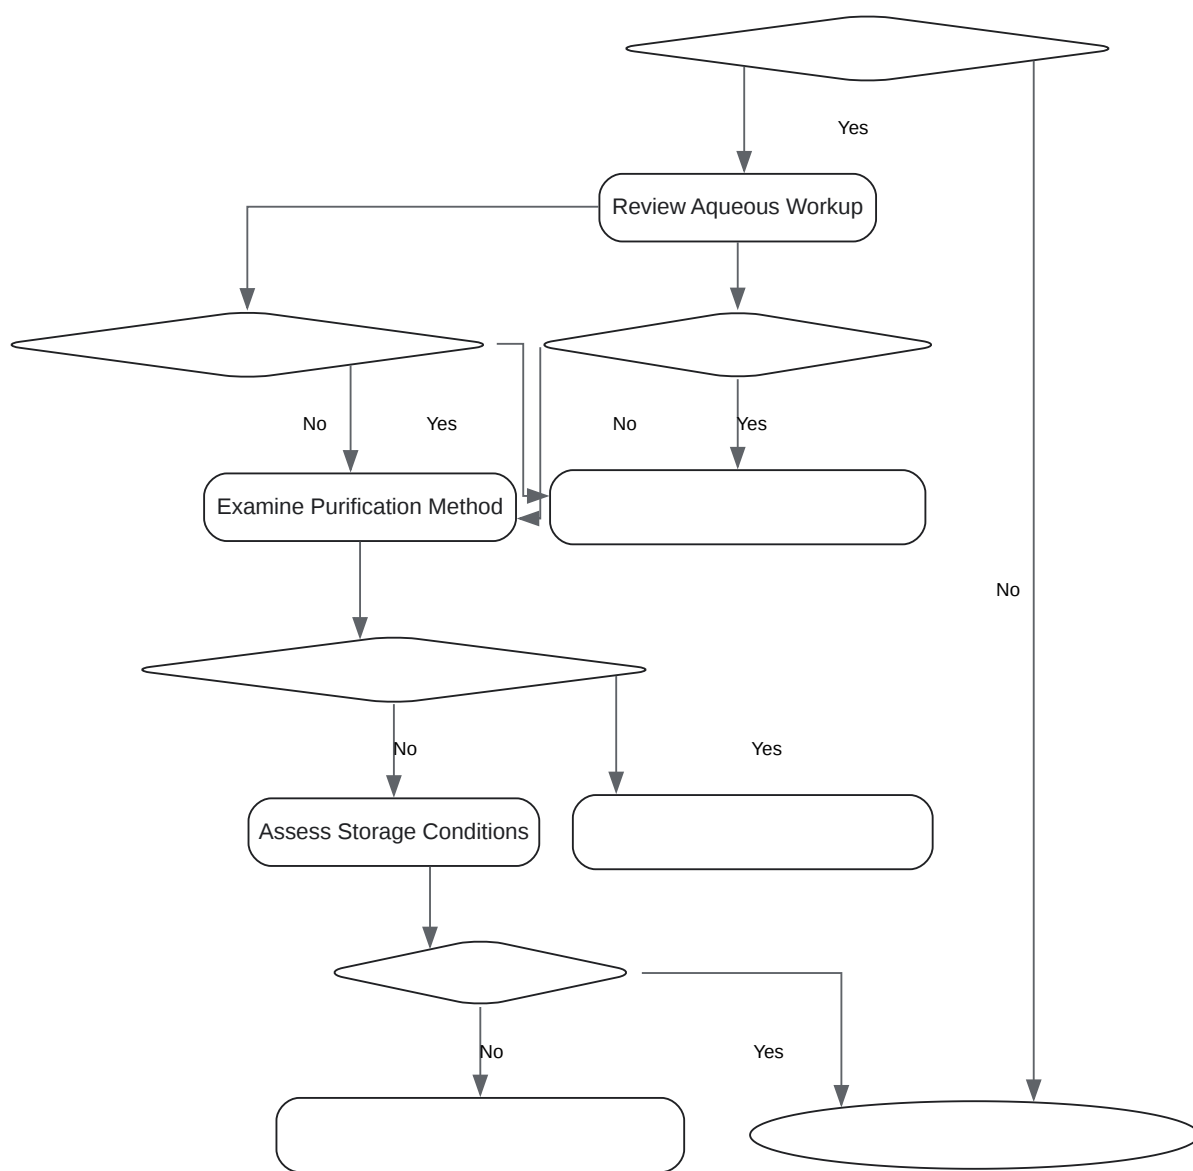 Yes
Review Aqueous Workup
No
Yes
No
Yes
Examine Purification Method
No
No
Yes
Assess Storage Conditions
No
Yes